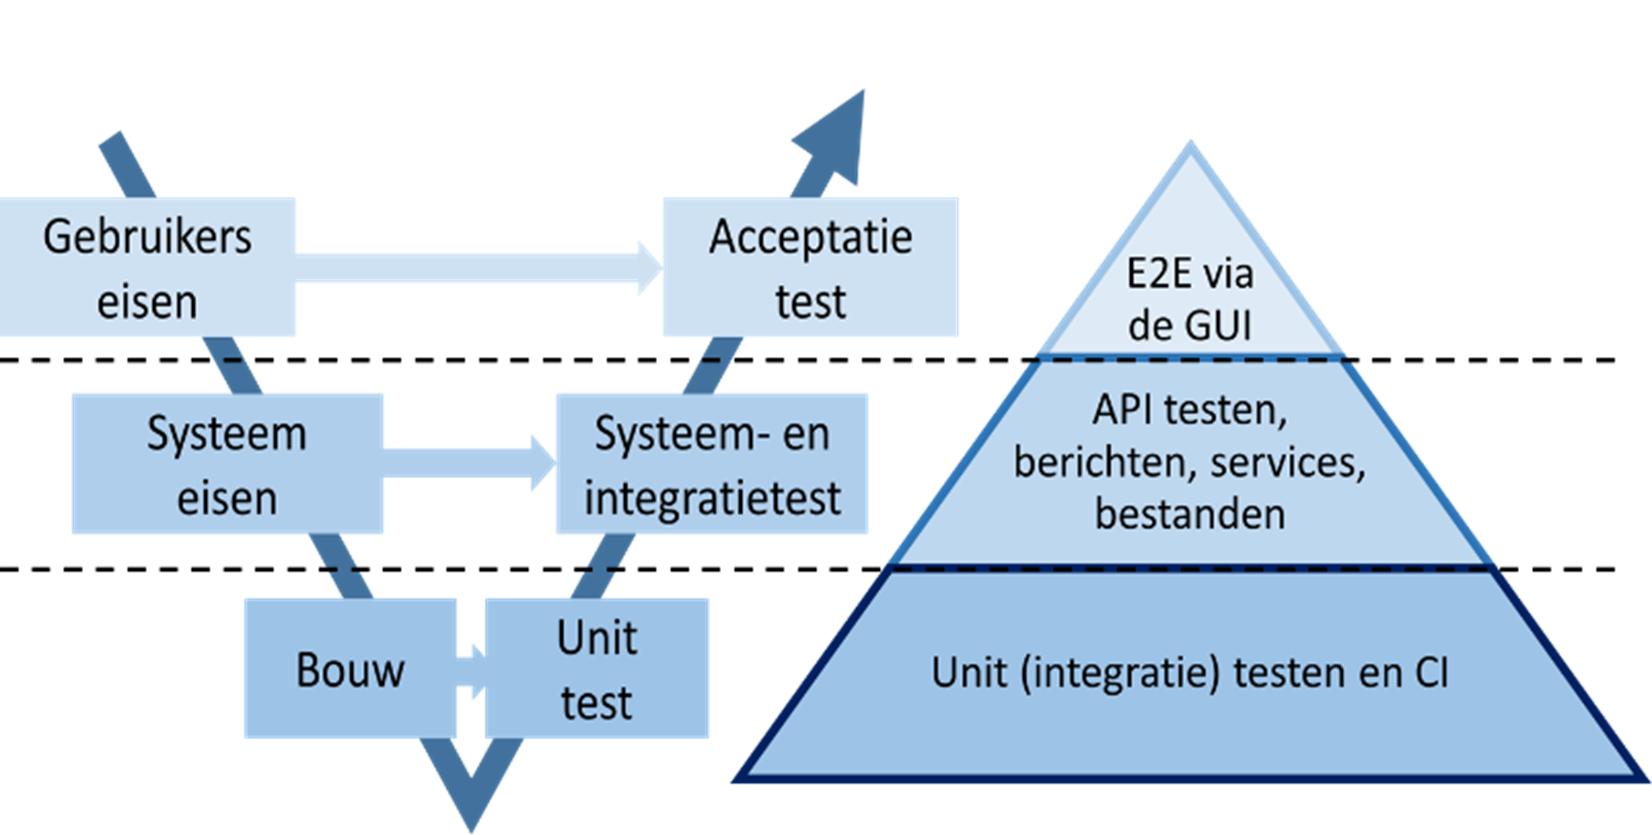 Gebruikers
eisen
Acceptatie
test
E2E via
de GUI
Systeem
eisen
Systeem- en
integratietest
API testen,
berichten, services,
bestanden
Bouw
Unit
test
Unit (integratie) testen en CI